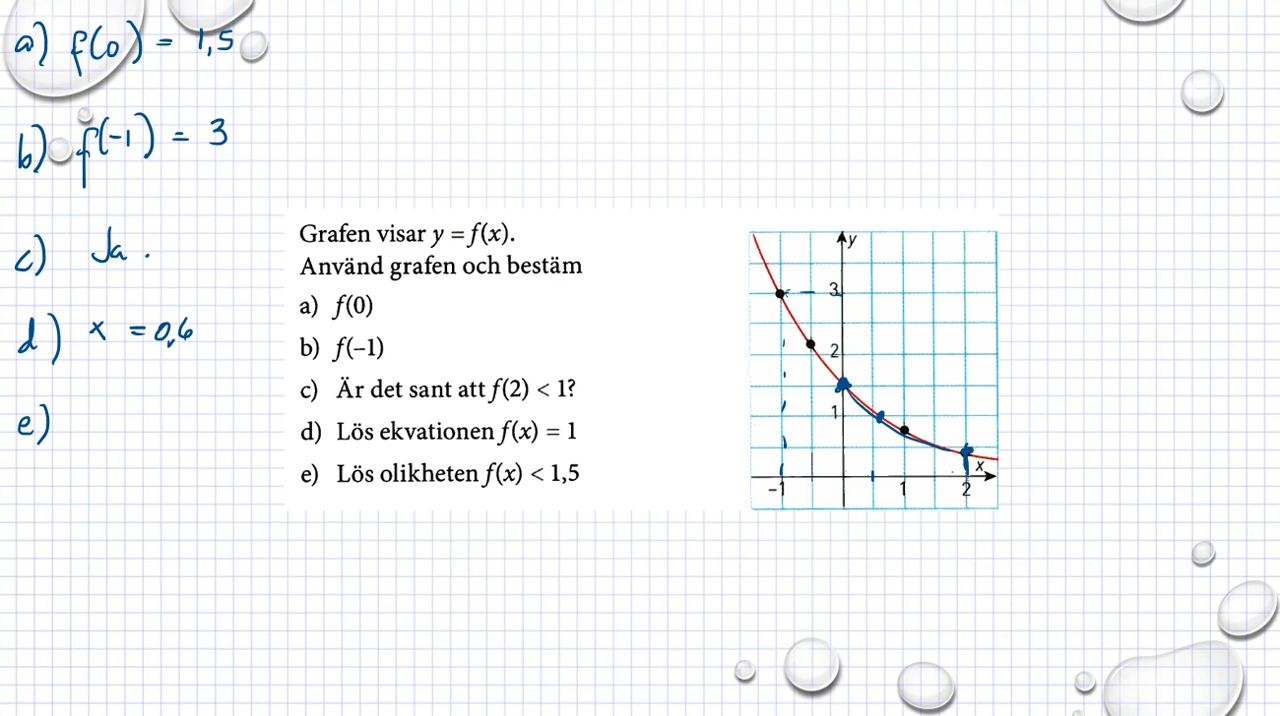 a) f(0) = 1,5
b) f(-1) = 3
c) Ja.
d) x = 0,6
e)
Grafen visar y = f(x).
Använd grafen och bestäm
a) f(0)
b) f(–1)
c) Är det sant att f(2) < 1?
d) Lös ekvationen f(x) = 1
e) Lös olikheten f(x) < 1,5
y
3
2
1
x
–1 1 2